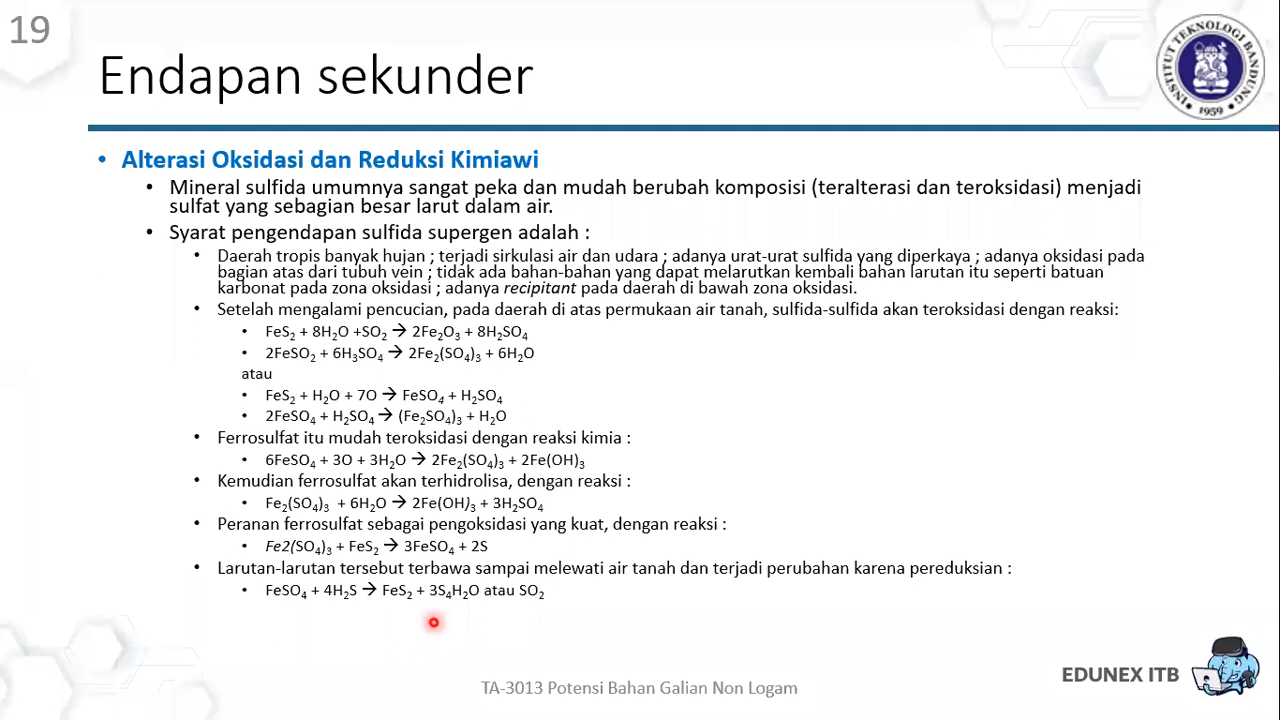 19
Endapan sekunder
INSTITUT TEKNOLOGI BANDUNG
1959
• Alterasi Oksidasi dan Reduksi Kimiawi
• Mineral sulfida umumnya sangat peka dan mudah berubah komposisi (teralterasi dan teroksidasi) menjadi
sulfat yang sebagian besar larut dalam air.
• Syarat pengendapan sulfida supergen adalah :
• Daerah tropis banyak hujan ; terjadi sirkulasi air dan udara ; adanya urat-urat sulfida yang diperkaya ; adanya oksidasi pada
bagian atas dari tubuh vein ; tidak ada bahan-bahan yang dapat melarutkan kembali bahan larutan itu seperti batuan
karbonat pada zona oksidasi ; adanya recipitant pada daerah di bawah zona oksidasi.
• Setelah mengalami pencucian, pada daerah di atas permukaan air tanah, sulfida-sulfida akan teroksidasi dengan reaksi:
• FeS₂ + 8H₂O +SO₂ → 2Fe₂O₃ + 8H₂SO₄
• 2FeSO₂ + 6H₃SO₄ → 2Fe₂(SO₄)₃ + 6H₂O
atau
• FeS₂ + H₂O + 7O → FeSO₄ + H₂SO₄
• 2FeSO₄ + H₂SO₄ → (Fe₂SO₄)₃ + H₂O
• Ferrosulfat itu mudah teroksidasi dengan reaksi kimia :
• 6FeSO₄ + 3O + 3H₂O → 2Fe₂(SO₄)₃ + 2Fe(OH)₃
• Kemudian ferrosulfat akan terhidrolisa, dengan reaksi :
• Fe₂(SO₄)₃ + 6H₂O → 2Fe(OH)₃ + 3H₂SO₄
• Peranan ferrosulfat sebagai pengoksidasi yang kuat, dengan reaksi :
• Fe2(SO₄)₃ + FeS₂ → 3FeSO₄ + 2S
• Larutan-larutan tersebut terbawa sampai melewati air tanah dan terjadi perubahan karena pereduksian :
• FeSO₄ + 4H₂S → FeS₂ + 3S₄H₂O atau SO₂
EDUNEX ITB
TA-3013 Potensi Bahan Galian Non Logam